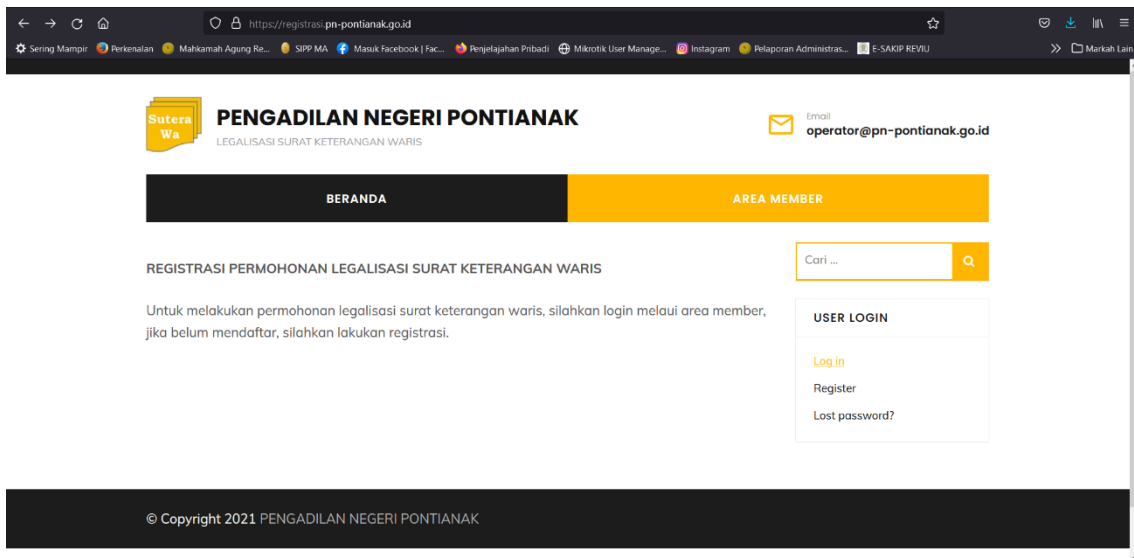 https://registrasi.pn-pontianak.go.id
Sering Mampir Perkenalan Mahkamah Agung Re... SIPP MA Masuk Facebook | Fac... Penjelajahan Pribadi Mikrotik User Manage... Instagram Pelaporan Administras... E-SAKIP REVIU Markah Lain
Sutera
Wa
PENGADILAN NEGERI PONTIANAK
LEGALISASI SURAT KETERANGAN WARIS
Email
operator@pn-pontianak.go.id
BERANDA AREA MEMBER
REGISTRASI PERMOHONAN LEGALISASI SURAT KETERANGAN WARIS
Untuk melakukan permohonan legalisasi surat keterangan waris, silahkan login melaui area member,
jika belum mendaftar, silahkan lakukan registrasi.
Cari ...
USER LOGIN
Log in
Register
Lost password?
© Copyright 2021 PENGADILAN NEGERI PONTIANAK